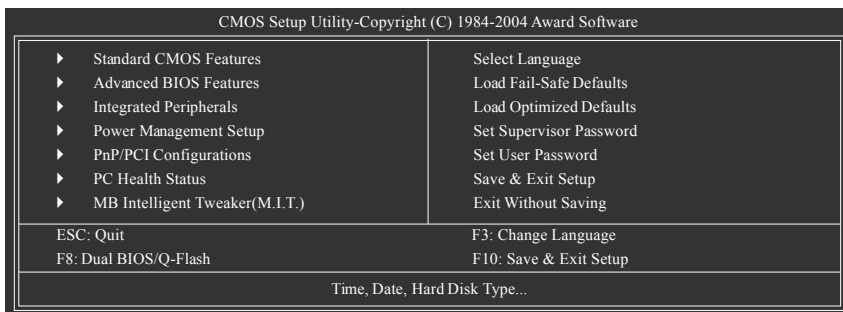 CMOS Setup Utility-Copyright (C) 1984-2004 Award Software
Standard CMOS Features
Advanced BIOS Features
Integrated Peripherals
Power Management Setup
PnP/PCI Configurations
PC Health Status
MB Intelligent Tweaker(M.I.T.)
Select Language
Load Fail-Safe Defaults
Load Optimized Defaults
Set Supervisor Password
Set User Password
Save & Exit Setup
Exit Without Saving
ESC: Quit
F8: Dual BIOS/Q-Flash
F3: Change Language
F10: Save & Exit Setup
Time, Date, Hard Disk Type...